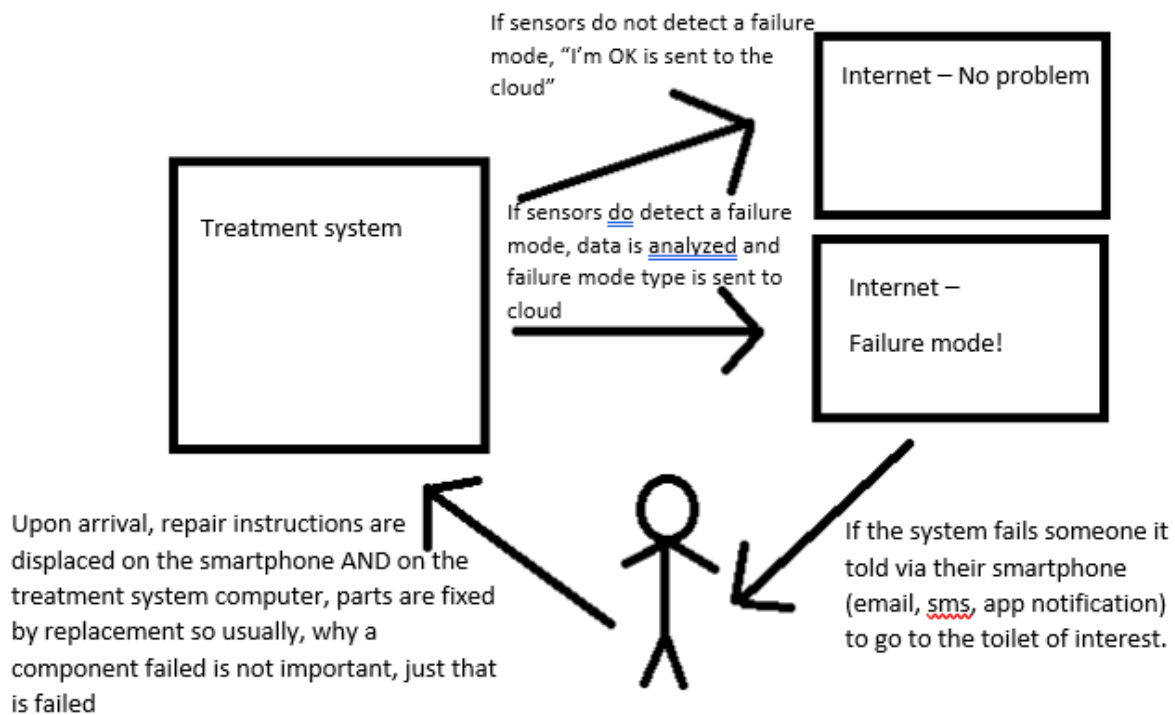 If sensors do not detect a failure
mode, “I’m OK is sent to the
cloud”
Internet – No problem
Treatment system
If sensors do detect a failure
mode, data is analyzed and
failure mode type is sent to
cloud
Internet –
Failure mode!
Upon arrival, repair instructions are
displaced on the smartphone AND on the
treatment system computer, parts are fixed
by replacement so usually, why a
component failed is not important, just that
is failed
If the system fails someone it
told via their smartphone
(email, sms, app notification)
to go to the toilet of interest.